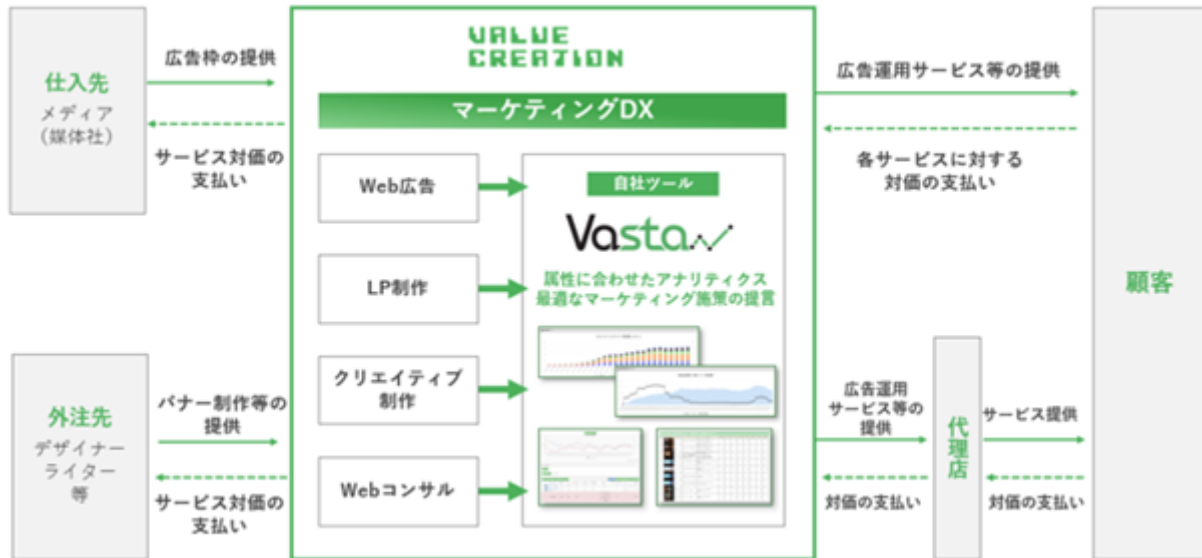 仕入先
メディア
（媒体社）
広告枠の提供
サービス対価の
支払い
外注先
デザイナー
ライター
等
バナー制作等の
提供
サービス対価の
支払い
VALUE
CREATION
マーケティングDX
Web広告
LP制作
クリエイティブ
制作
Webコンサル
自社ツール
Vasta
属性に合わせたアナリティクス
最適なマーケティング施策の提言
広告運用サービス等の提供
各サービスに対する
対価の支払い
広告運用
サービス等の
提供
対価の支払い
代理店
サービス提供
対価の支払い
顧客